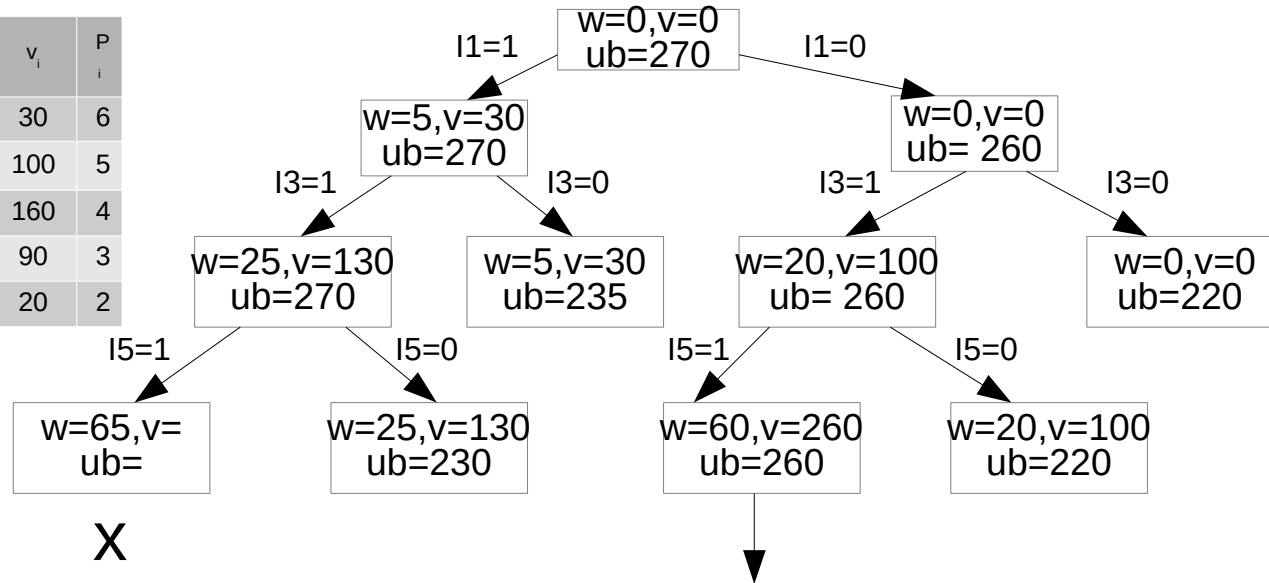 w=0,v=0
ub=270
I1=1
I1=0
v i
P i
30 6
100 5
160 4
90 3
20 2
w=5,v=30
ub=270
w=0,v=0
ub= 260
I3=1
I3=0
I3=1
I3=0
w=25,v=130
ub=270
w=5,v=30
ub=235
w=20,v=100
ub= 260
w=0,v=0
ub=220
I5=1
I5=0
I5=1
I5=0
w=65,v=
ub=
w=25,v=130
ub=230
w=60,v=260
ub=260
w=20,v=100
ub=220
X